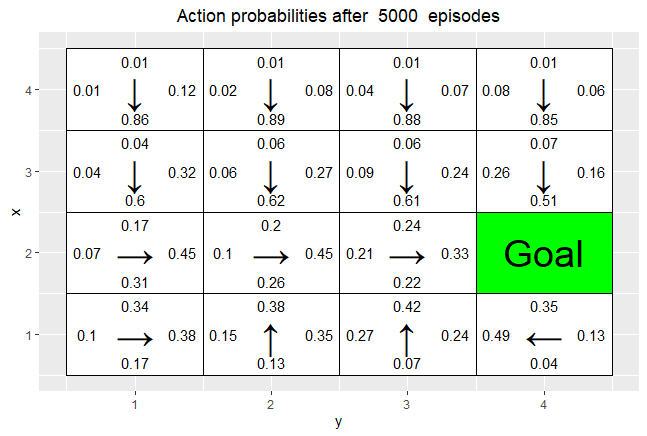 Action probabilities after 5000 episodes
0.01 0.01 0.01 0.01
4 0.01 0.12 0.02 0.08 0.04 0.07 0.08 0.06
0.86 0.89 0.88 0.85
0.04 0.06 0.06 0.07
3 0.04 0.32 0.06 0.27 0.09 0.24 0.26 0.16
0.6 0.62 0.61 0.51
x
0.17 0.2 0.24
2 0.07 0.45 0.1 0.45 0.21 0.33 Goal
0.31 0.26 0.22
0.34 0.38 0.42 0.35
1 0.1 0.38 0.15 0.35 0.27 0.24 0.49 0.13
0.17 0.13 0.07 0.04
1 2 3 4
y